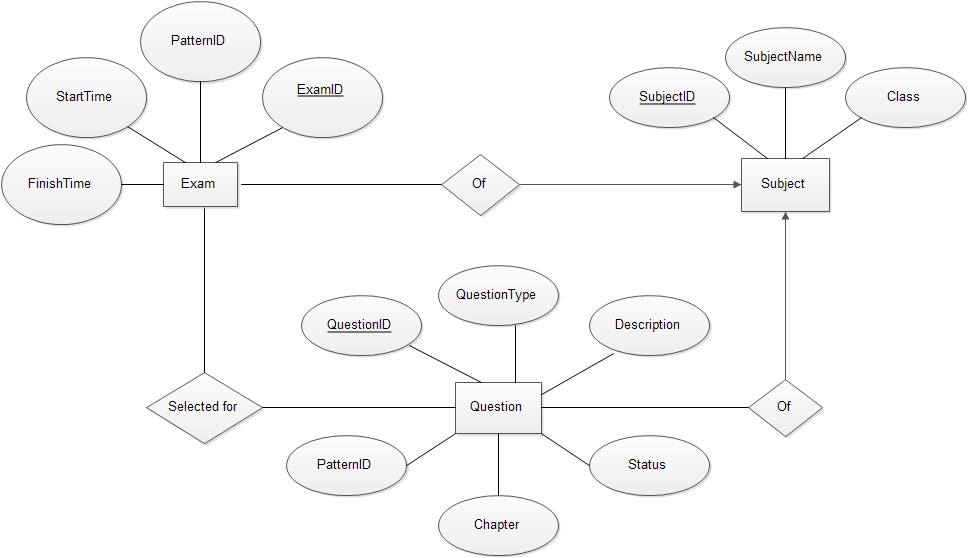 PatternID
SubjectName
StartTime
ExamID
SubjectID
Class
FinishTime
Exam
Of
Subject
QuestionType
QuestionID
Description
Selected for
Question
Of
PatternID
Status
Chapter